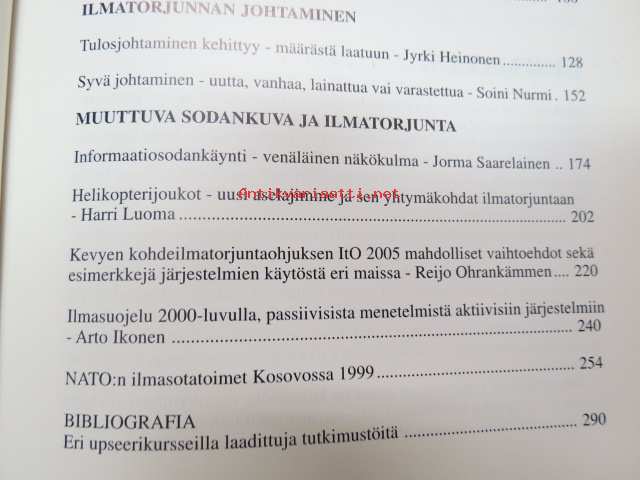 ILMATORJUNNAN JOHTAMINEN
Tulosjohtaminen kehittyy - määrästä laatuun - Jyrki Heinonen............. 128
Syvä johtaminen - uutta, vanhaa, lainattua vai varastettua - Soini Nurmi . 152
MUUTTUVA SODANKUVA JA ILMATORJUNTA
Informaatiosodankäynti - venäläinen näkökulma - Jorma Saarelainen .. 174
Helikopterijoukot - uusi aselajimme ja sen yhtymäkohdat ilmatorjuntaan
Antikvariaatti.net
- Harri Luoma ............ 202
Kevyen kohdeilmatorjuntaohjuksen ItO 2005 mahdolliset vaihtoehdot sekä
esimerkkejä järjestelmien käytöstä eri maissa - Reijo Ohrankämmen .... 220
Ilmasuojelu 2000-luvulla, passiivisista menetelmistä aktiivisiin järjestelmiin
- Arto Ikonen ............ 240
NATO:n ilmasotatoimet Kosovossa 1999 ............ 254
BIBLIOGRAFIA
Eri upseerikursseilla laadittuja tutkimustöitä ............ 290